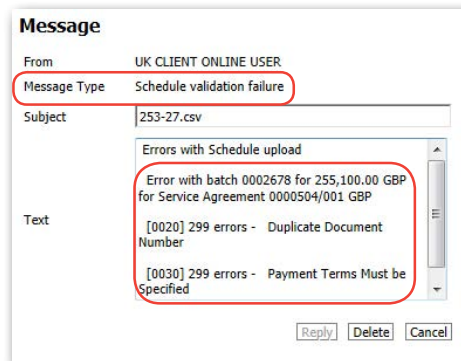 Message
From UK CLIENT ONLINE USER
Message Type Schedule validation failure
Subject 253-27.csv
Errors with Schedule upload
Error with batch 0002678 for 255,100.00 GBP
for Service Agreement 0000504/001 GBP
Text
[0020] 299 errors - Duplicate Document
Number
[0030] 299 errors - Payment Terms Must be
Specified
Reply Delete Cancel